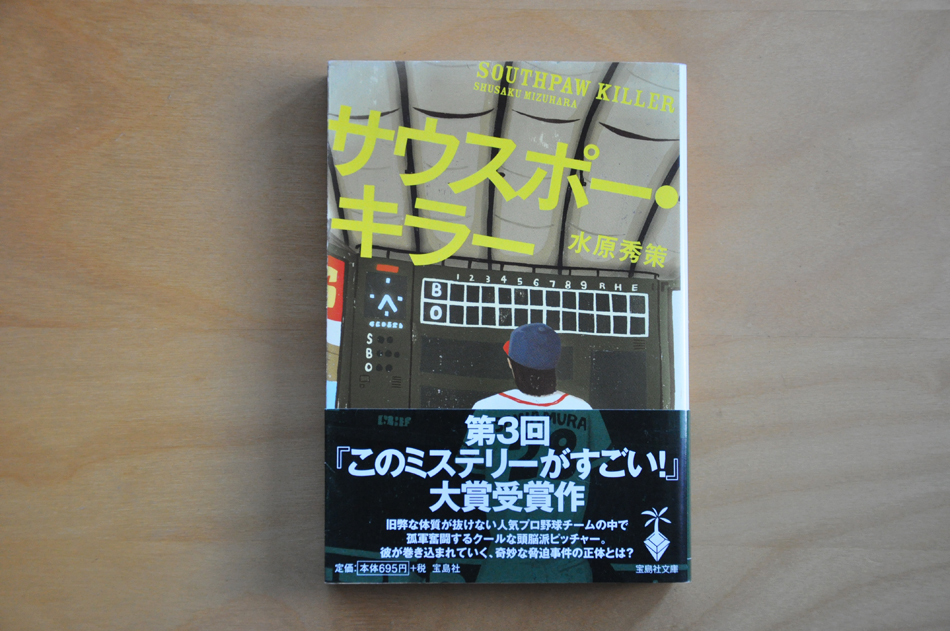 SOUTHPAW KILLER
SHUSAKU MIZUHARA
サウスポー・
キラー
水原秀策
1 2 3 4 5 6 7 8 9 R H E
B
O
S
B
O
第3回
『このミステリーがすごい!』
大賞受賞作
旧弊な体質が抜けない人気プロ野球チームの中で
孤軍奮闘するクールな頭脳派ピッチャー。
彼が巻き込まれていく、奇妙な脅迫事件の正体とは?
定価:本体695円+税 宝島社
宝島社文庫